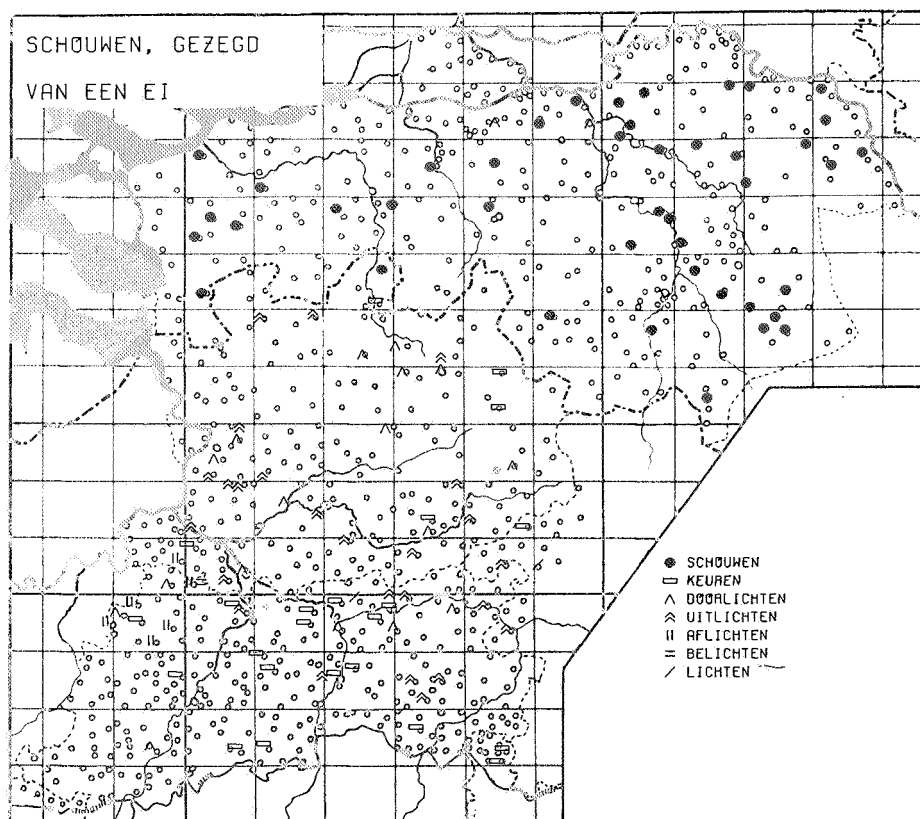 SCHOUWEN, GEZEGD
VAN EEN EI
SCHOUWEN
KEUREN
DOORLICHTEN
UITLICHTEN
AFLICHTEN
BELICHTEN
LICHTEN